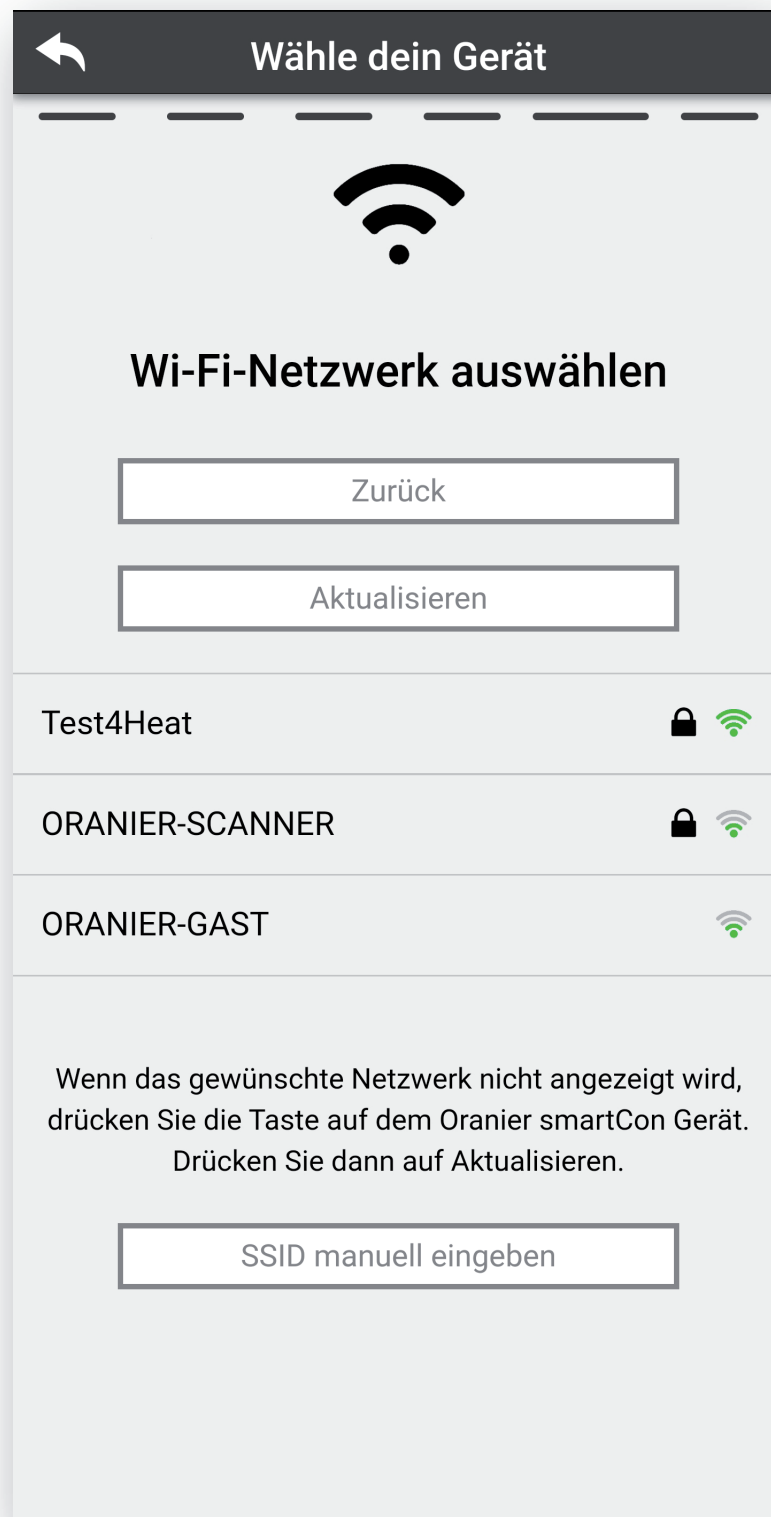 Wähle dein Gerät
Wi-Fi-Netzwerk auswählen
Zurück
Aktualisieren
Test4Heat
ORANIER-SCANNER
ORANIER-GAST
Wenn das gewünschte Netzwerk nicht angezeigt wird,
drücken Sie die Taste auf dem Oranier smartCon Gerät.
Drücken Sie dann auf Aktualisieren.
SSID manuell eingeben